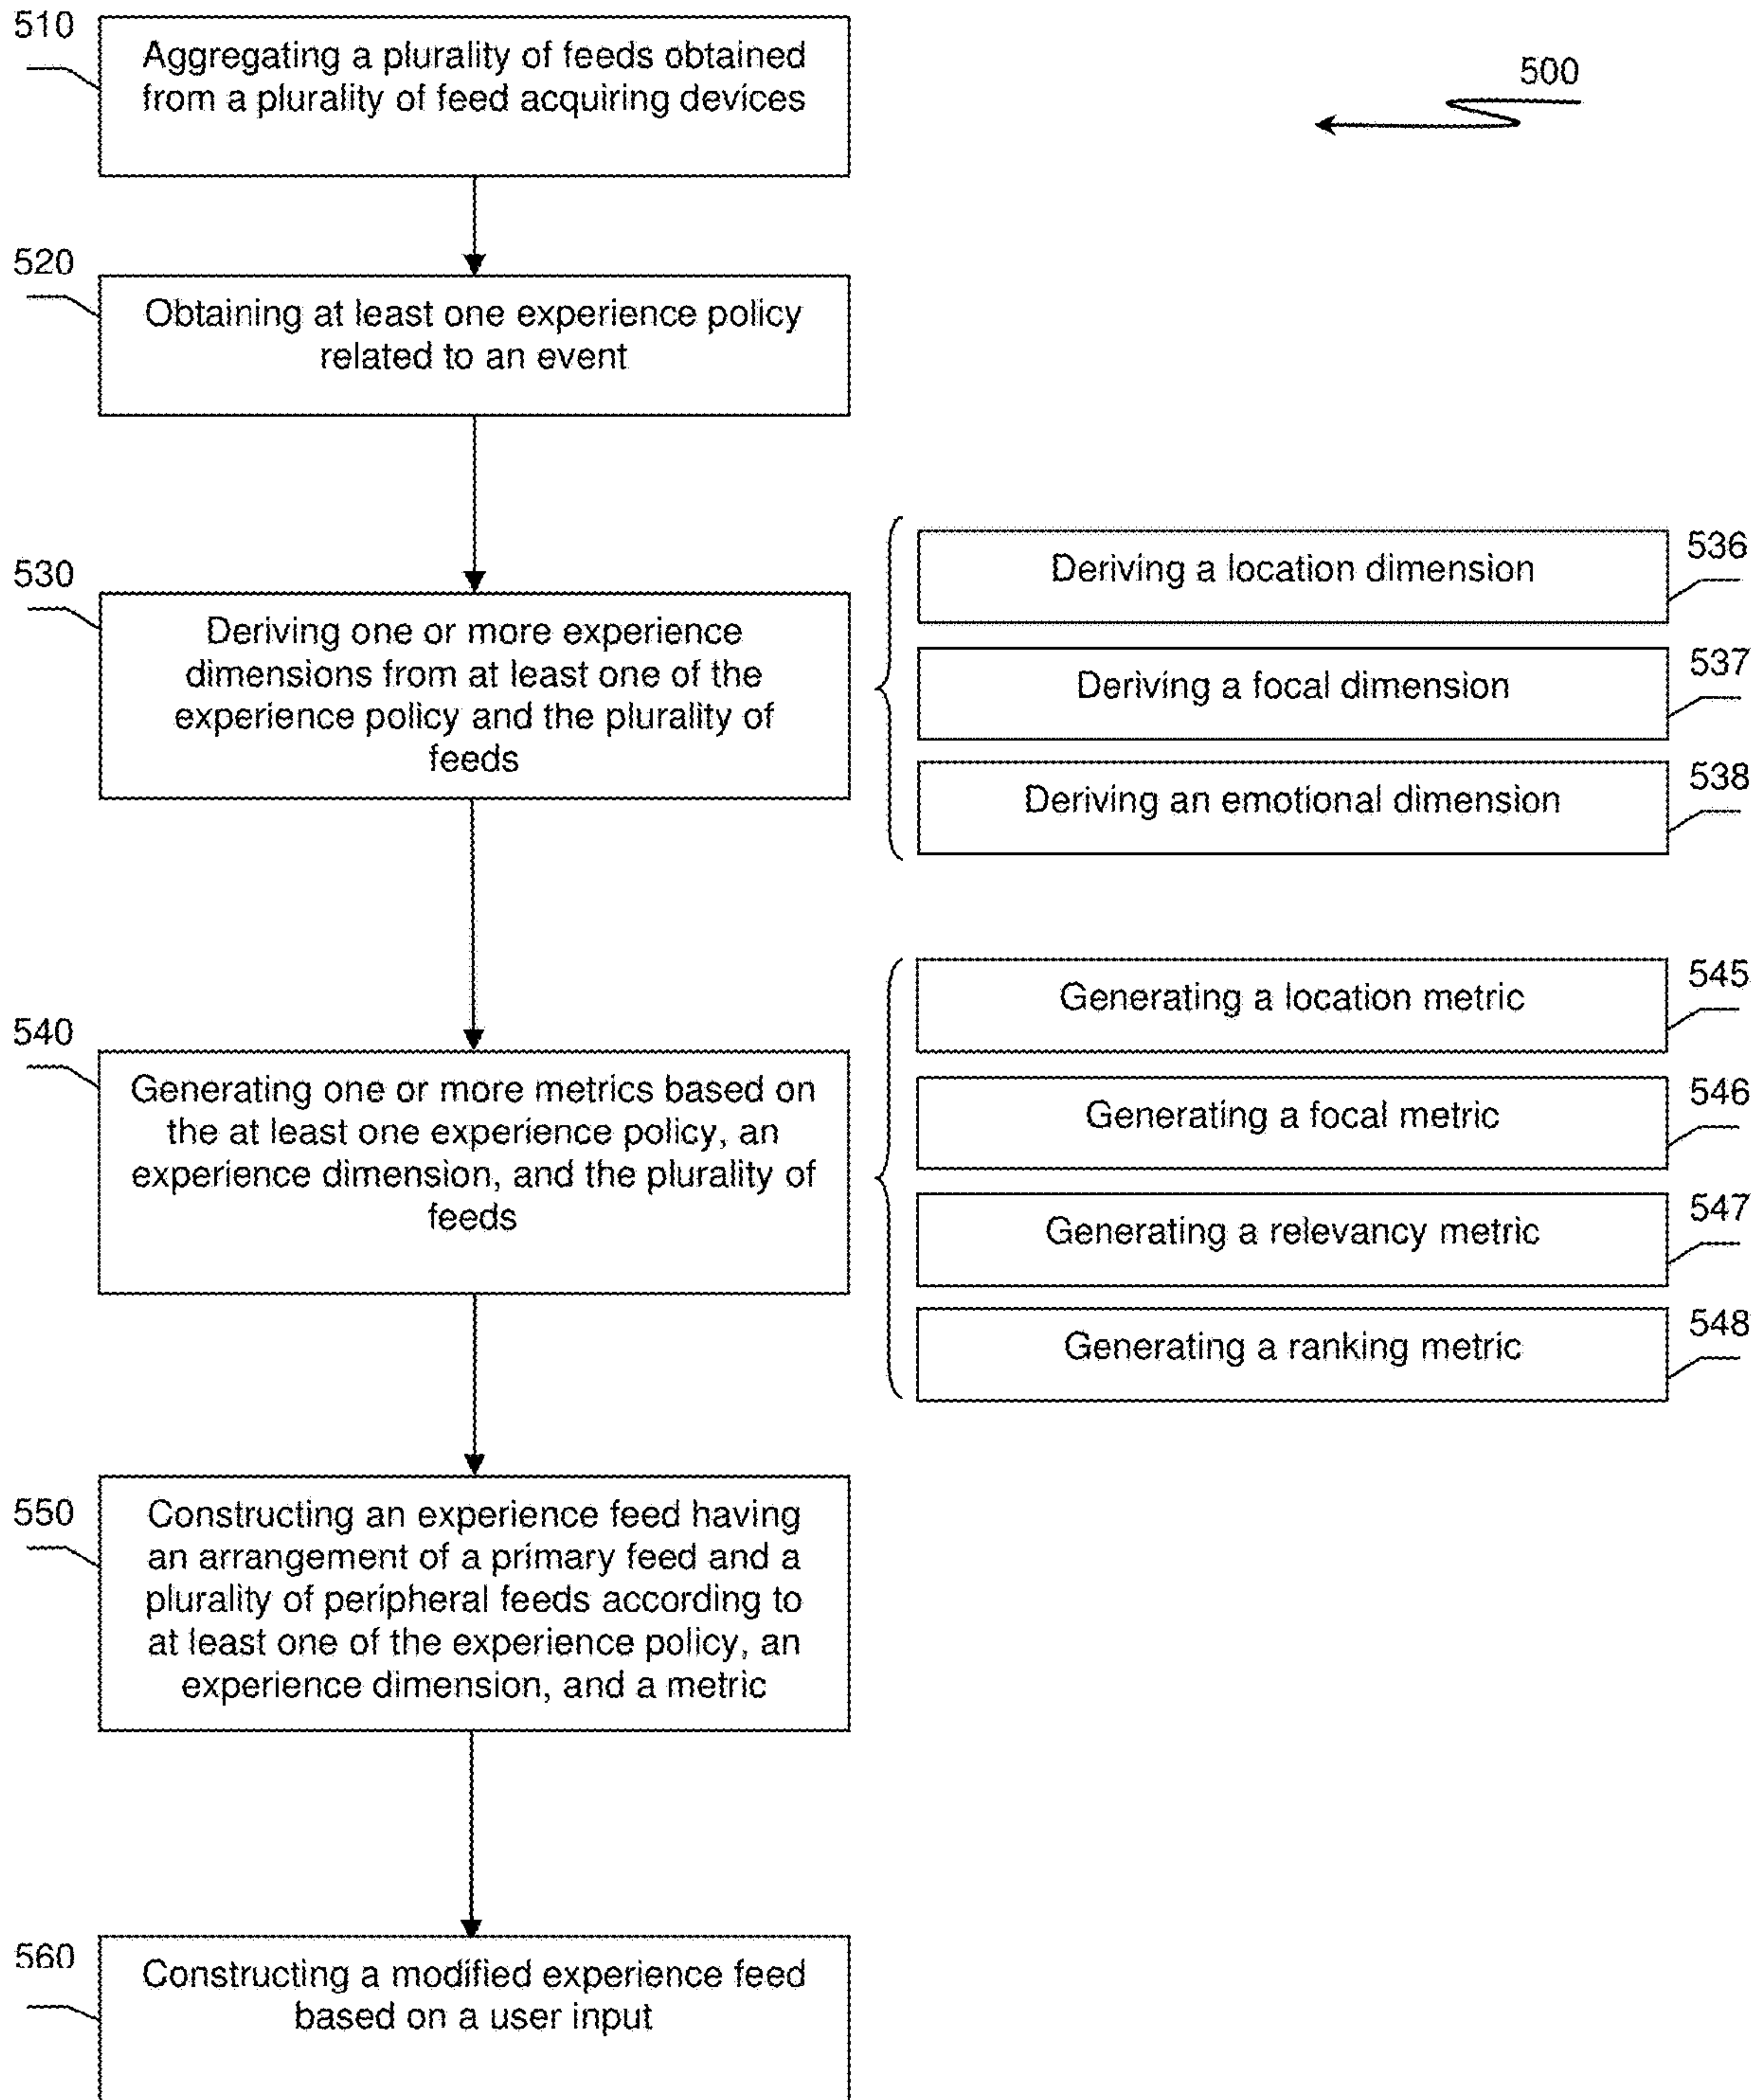 510
Aggregating a plurality of feeds obtained
from a plurality of feed acquiring devices
500
520
Obtaining at least one experience policy
related to an event
530
Deriving one or more experience
dimensions from at least one of the
experience policy and the plurality of
feeds
Deriving a location dimension
536
Deriving a focal dimension
537
Deriving an emotional dimension
538
540
Generating one or more metrics based on
the at least one experience policy, an
experience dimension, and the plurality of
feeds
Generating a location metric
545
Generating a focal metric
546
Generating a relevancy metric
547
Generating a ranking metric
548
550
Constructing an experience feed having
an arrangement of a primary feed and a
plurality of peripheral feeds according to
at least one of the experience policy, an
experience dimension, and a metric
560
Constructing a modified experience feed
based on a user input